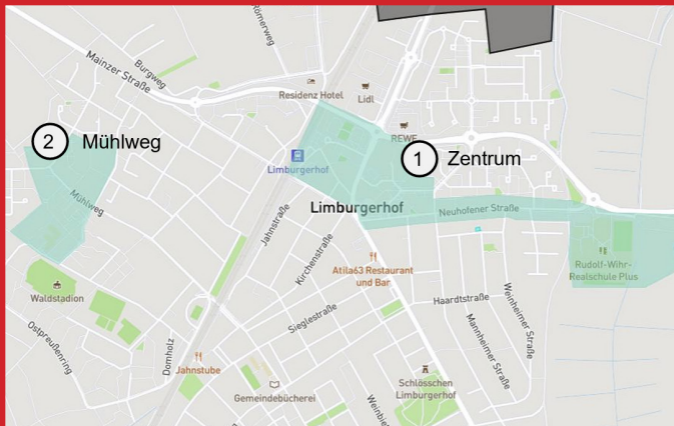 Römerweg
Mainzer Straße
Burgweg
Residenz Hotel
Lidl
REWE
2 Mühlweg
1 Zentrum
Limburgerhof
Mühlweg
Limburgerhof
Neuhofener Straße
Jahnstraße
Kirchenstraße
Atila63 Restaurant
und Bar
Rudolf-Wihr-
Realschule Plus
Waldstadion
Haardtstraße
Weinheimer Straße
Sieglestraße
Mannheimer Straße
Ostpreußenring
Domholz
Jahnstube
Schlösschen
Limburgerhof
Gemeindebücherei